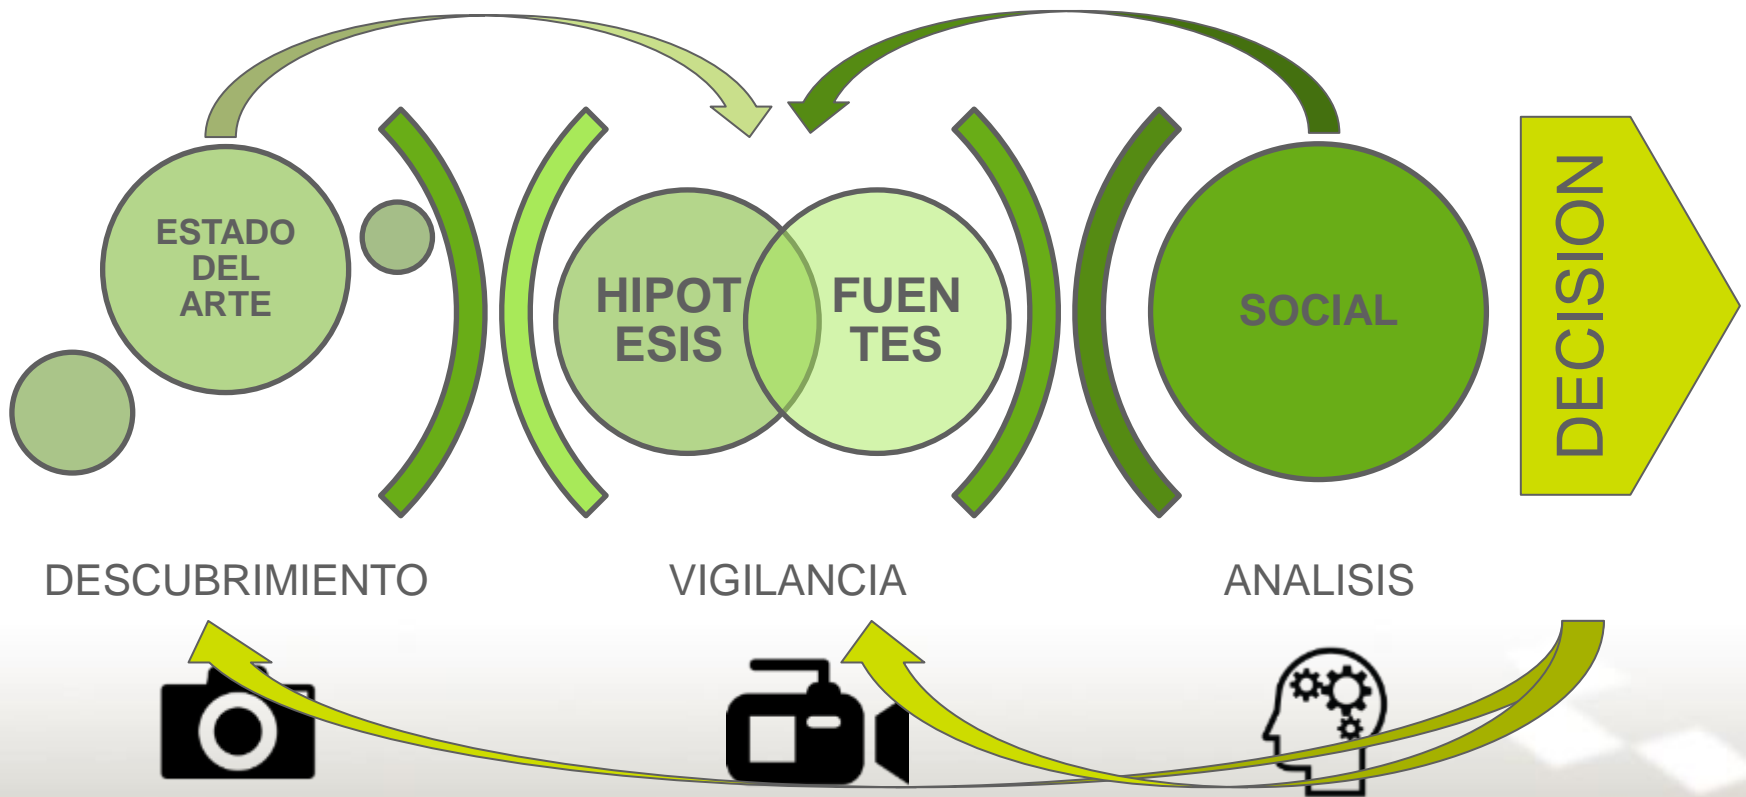 ESTADO
DEL
ARTE
HIPOT
ESIS
FUEN
TES
SOCIAL
DECISION
DESCUBRIMIENTO
VIGILANCIA
ANALISIS